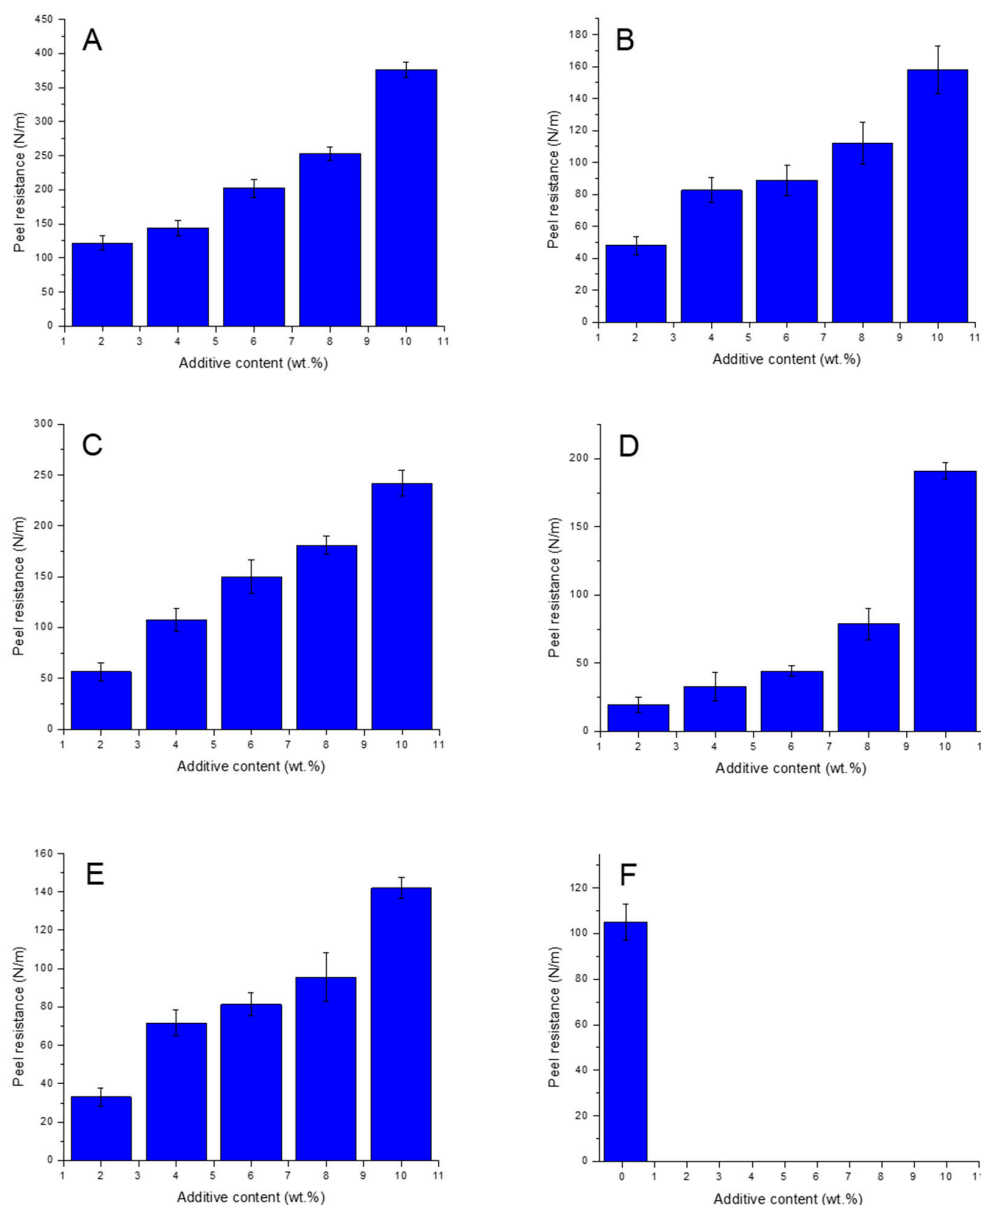 A
Peel resistance (N/m)
450
400
350
300
250
200
150
100
50
0
1 2 3 4 5 6 7 8 9 10 11
Additive content (wt.%)
B
Peel resistance (N/m)
180
160
140
120
100
80
60
40
20
0
1 2 3 4 5 6 7 8 9 10 11
Additive content (wt.%)
C
Peel resistance (N/m)
300
250
200
150
100
50
0
1 2 3 4 5 6 7 8 9 10 11
Additive content (wt.%)
D
Peel resistance (N/m)
200
150
100
50
0
1 2 3 4 5 6 7 8 9 10 1
Additive content (wt.%)
E
Peel resistance (N/m)
160
140
120
100
80
60
40
20
0
1 2 3 4 5 6 7 8 9 10 11
Additive content (wt.%)
F
Peel resistance (N/m)
120
100
80
60
40
20
0
0 1 2 3 4 5 6 7 8 9 10 11
Additive content (wt.%)